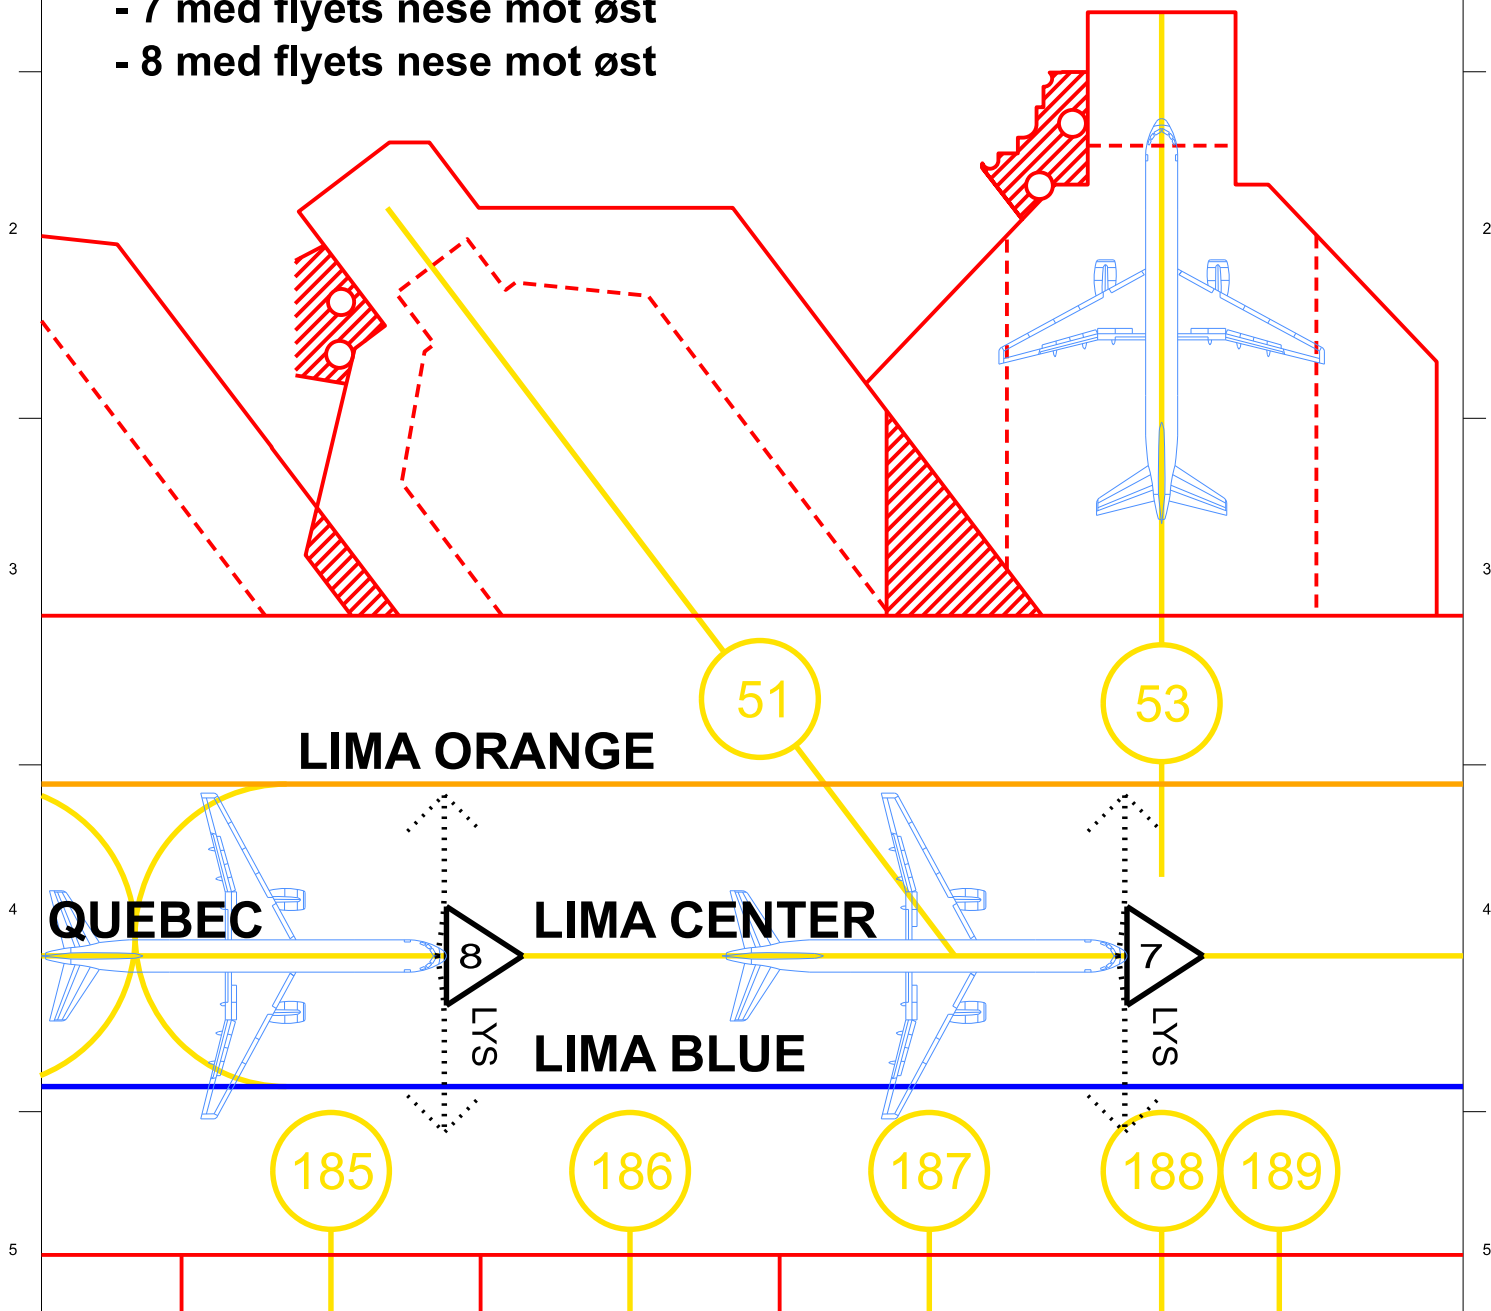 - 7 med flyets nese mot øst
- 8 med flyets nese mot øst
2
2
3
3
51
53
LIMA ORANGE
4
QUEBEC
LIMA CENTER
4
8
7
LYS
LYS
LIMA BLUE
185
186
187
188
189
5
5